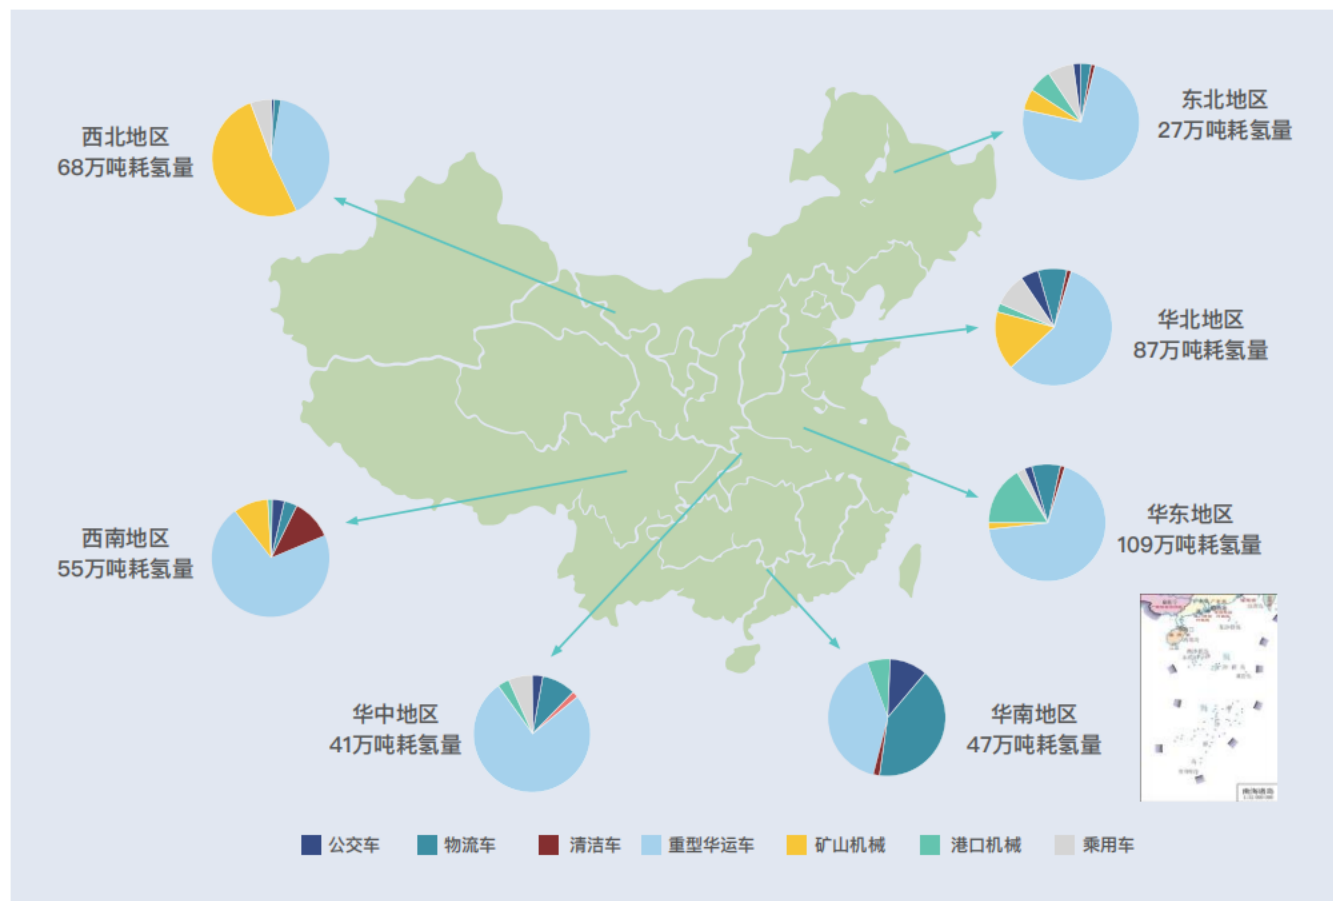 西北地区
68万吨耗氢量
东北地区
27万吨耗氢量
华北地区
87万吨耗氢量
华东地区
109万吨耗氢量
西南地区
55万吨耗氢量
华中地区
41万吨耗氢量
华南地区
47万吨耗氢量
南海诸岛
公交车
物流车
清洁车
重型华运车
矿山机械
港口机械
乘用车